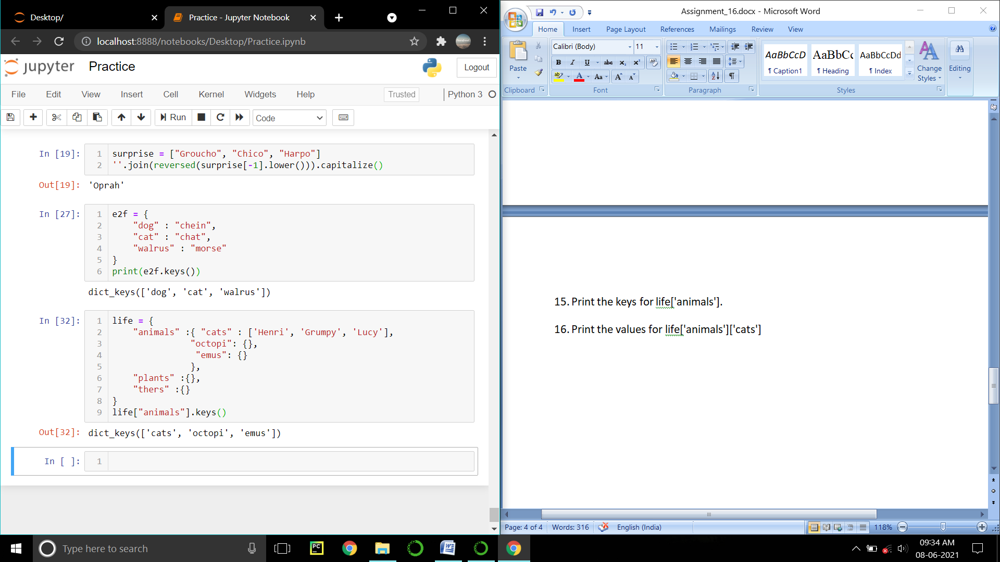 Desktop/
Practice - Jupyter Notebook
localhost:8888/notebooks/Desktop/Practice.ipynb
jupyter
Practice
Logout
File Edit View Insert Cell Kernel Widgets Help
Trusted
Python 3
Run
Code
In [19]:
1 surprise = ["Groucho", "Chico", "Harpo"]
2 ''.join(reversed(surprise[-1].lower())).capitalize()
Out[19]: 'Oprah'
In [27]:
1 e2f = {
2 "dog" : "chein",
3 "cat" : "chat",
4 "walrus" : "morse"
5 }
6 print(e2f.keys())
dict_keys(['dog', 'cat', 'walrus'])
In [32]:
1 life = {
2 "animals" :{ "cats" : ['Henri', 'Grumpy', 'Lucy'],
3 "octopi": {},
4 "emus": {}
5 },
6 "plants" :{},
7 "thers" :{}
8 }
9 life["animals"].keys()
Out[32]: dict_keys(['cats', 'octopi', 'emus'])
In [ ]: 1
Assignment_16.docx - Microsoft Word
Home Insert Page Layout References Mailings Review View
Paste
Clipboard
Calibri (Body) 11
Font
Paragraph
AaBbCcD
¶ Caption1
AaBbCc
¶ Heading
AaBbCcDd
¶ Index
Change
Styles
Styles
Editing
15. Print the keys for life['animals'].
16. Print the values for life['animals']['cats']
Page: 4 of 4 Words: 316 English (India) 118%
Type here to search
PC
W
09:34 AM
08-06-2021